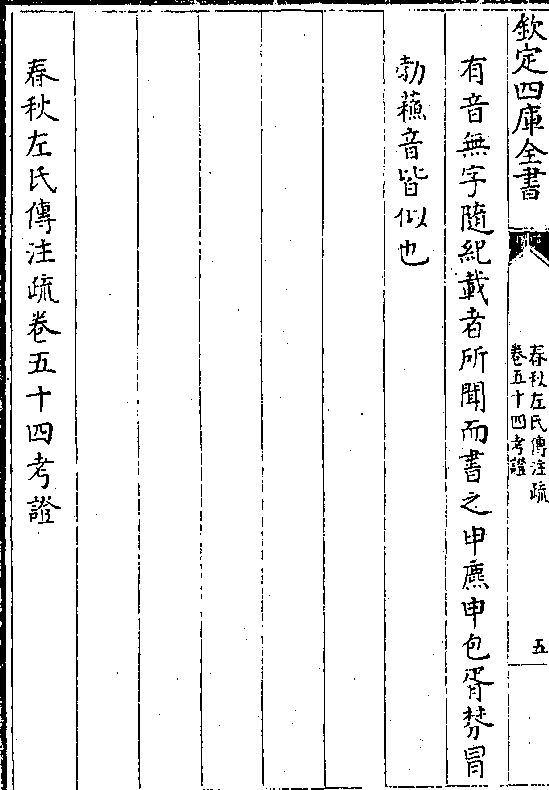 欽定四庫全書
春秋左氏傳注疏
卷五十四考證
五
有音無字隨紀載者所聞而書之申麃申包胥棼冒
勃蘓音皆似也
春秋左氏傳注疏卷五十四考證